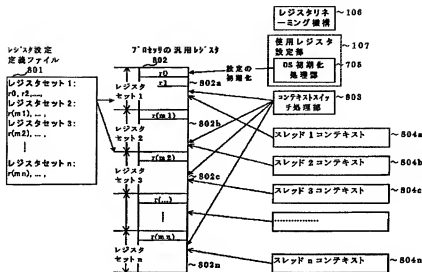 レジスタ設定
定義ファイル
801
レジスタセット1:
r0, r2,...,
レジスタセット2:
r(m1), ... ,
レジスタセット3:
r(m2), ... ,
レジスタセットn:
r(mn), ... ,
プロセッサの汎用レジスタ
802
r0
r1
802a
レジスタ
セット1
r(m1)
802b
レジスタ
セット2
r(m2)
802c
レジスタ
セット3
r(...)
r(mn)
レジスタ
セットn
802n
設定の
初期化
レジスタリネ
ーミング機構
106
使用レジスタ
設定部
107
OS初期化
処理部
705
コンテキストスイッ
チ処理部
803
スレッド1コンテキスト
804a
スレッド2コンテキスト
804b
スレッド3コンテキスト
804c
………………
スレッドnコンテキスト
804n